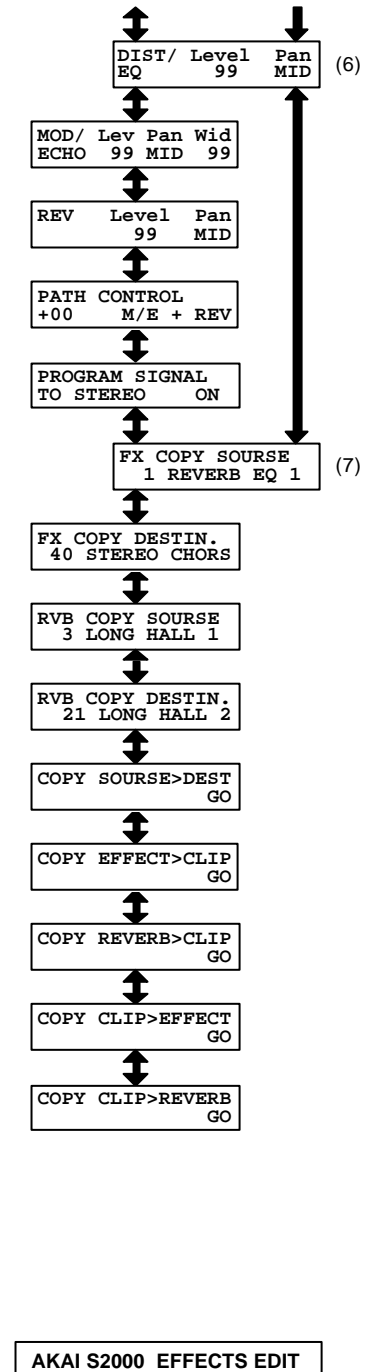 DIST/ Level Pan
EQ 99 MID
(6)
MOD/ Lev Pan Wid
ECHO 99 MID 99
REV Level Pan
99 MID
PATH CONTROL
+00 M/E + REV
PROGRAM SIGNAL
TO STEREO ON
FX COPY SOURSE
1 REVERB EQ 1
(7)
FX COPY DESTIN.
40 STEREO CHORS
RVB COPY SOURSE
3 LONG HALL 1
RVB COPY DESTIN.
21 LONG HALL 2
COPY SOURSE>DEST
GO
COPY EFFECT>CLIP
GO
COPY REVERB>CLIP
GO
COPY CLIP>EFFECT
GO
COPY CLIP>REVERB
GO
AKAI S2000 EFFECTS EDIT